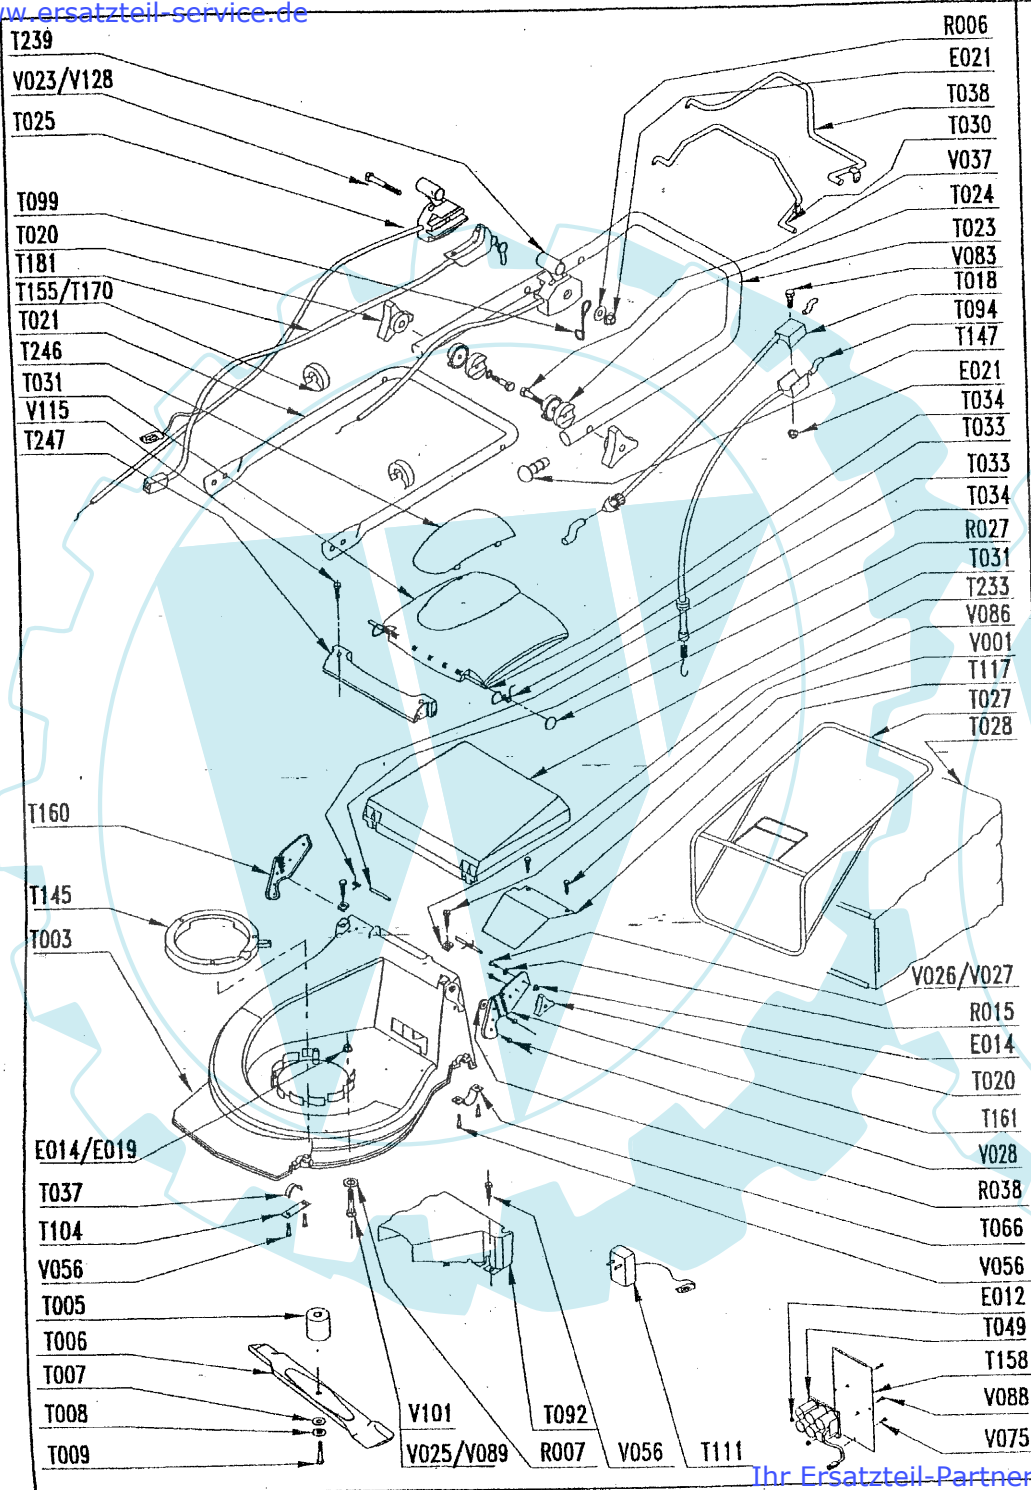 ww.ersatzteil-service.de
T239
V023/V128
T025
T099
T020
T181
T155/T170
T021
T246
T031
V115
T247
T160
T145
T003
E014/E019
T037
T104
V056
T005
T006
T007
T008
T009
R006
E021
T038
T030
V037
T024
T023
V083
T018
T094
T147
E021
T034
T033
T033
T034
R027
T031
T233
V086
V001
T117
T027
T028
V026/V027
R015
E014
T020
T161
V028
R038
T066
V056
E012
T049
T158
V088
V075
V101
T092
V025/V089
R007
V056
T111
Ihr Ersatzteil-Partner